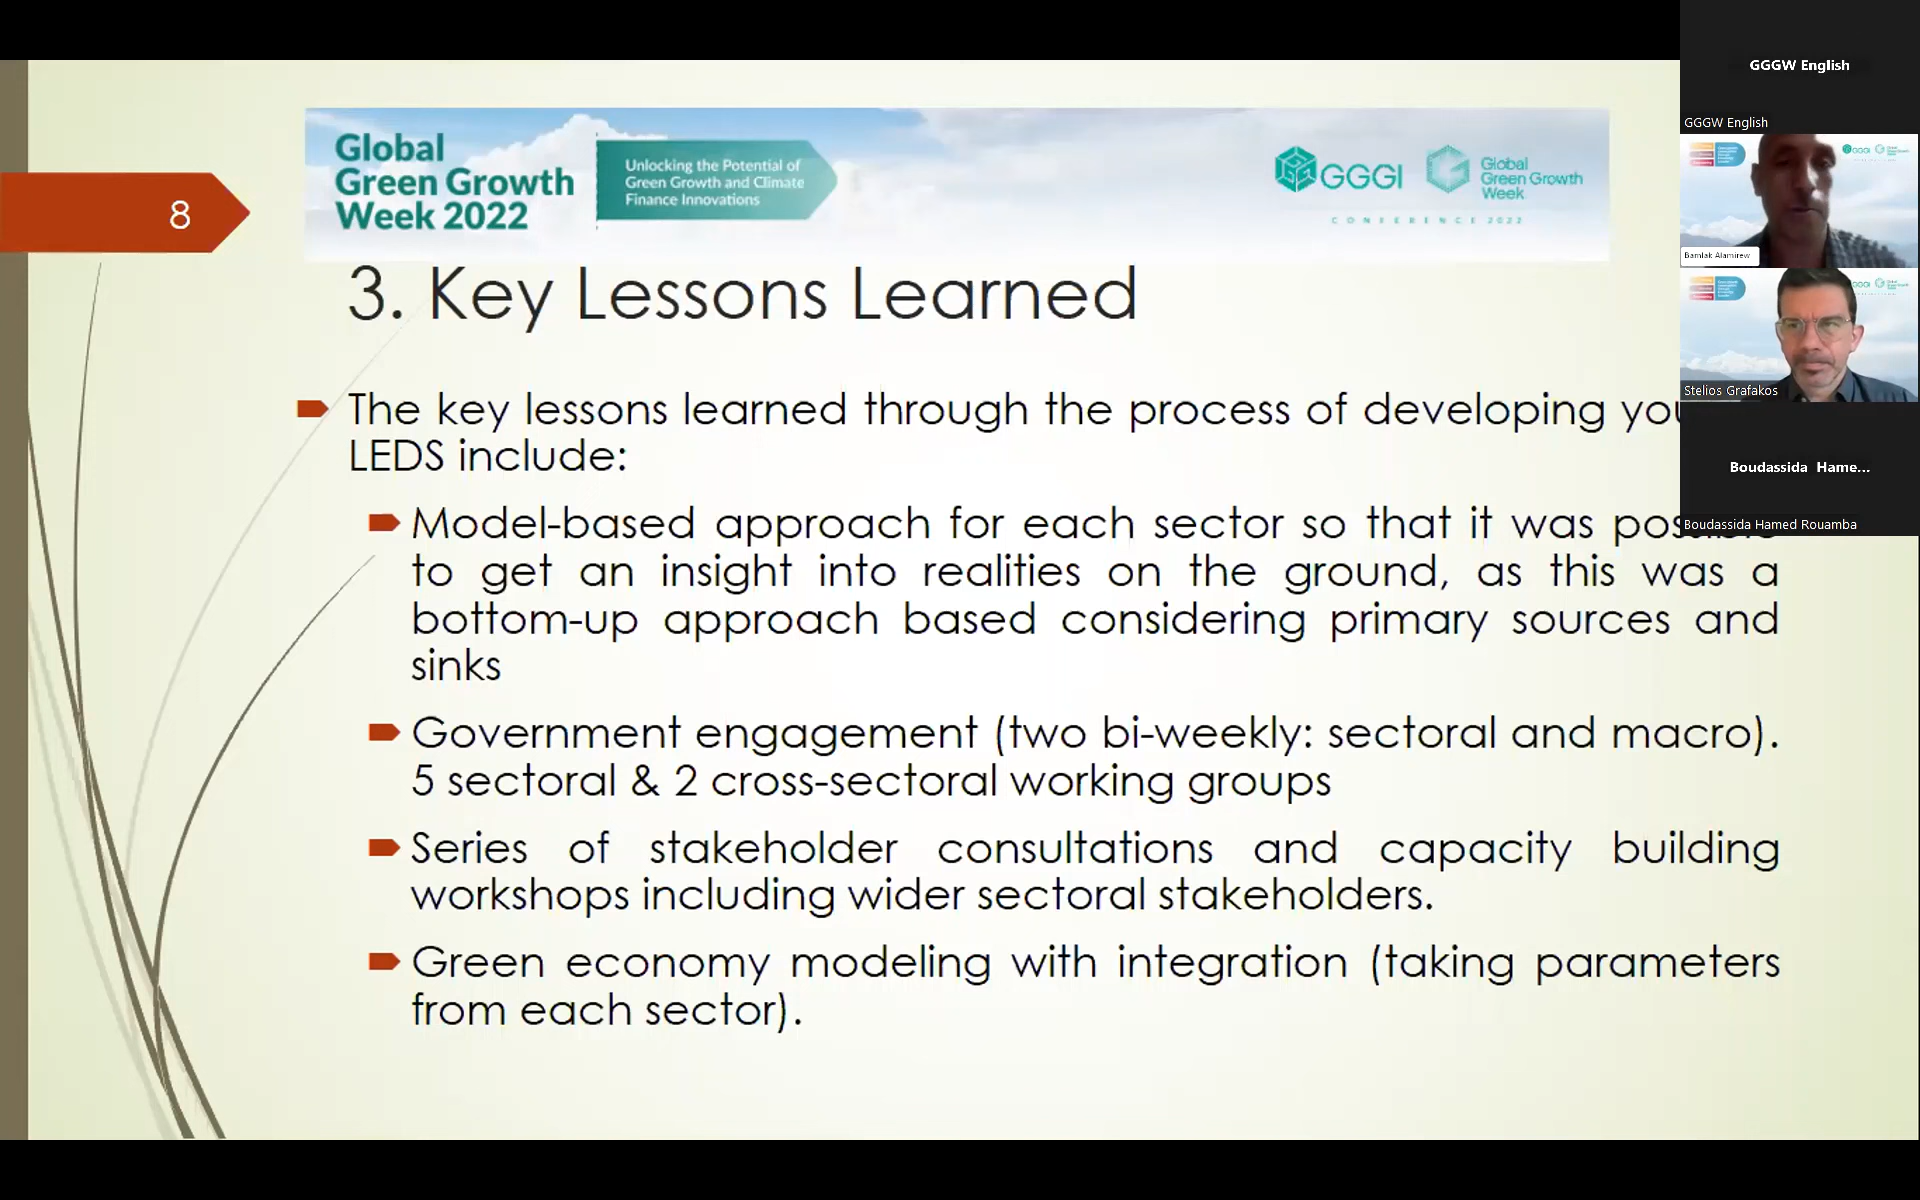 GGGW English
GGGW English
Global
Green Growth
Week 2022
Unlocking the Potential of
Green Growth and Climate
Finance Innovations
GGGI
Global
Green Growth
Week
CONFERENCE 2022
Bamlak Alamirew
8
3. Key Lessons Learned
Stelios Grafakos
The key lessons learned through the process of developing
LEDS include:
Boudassida Hame...
Boudassida Hamed Rouamba
Model-based approach for each sector so that it was
to get an insight into realities on the ground, as this was a
bottom-up approach based considering primary sources and
sinks
Government engagement (two bi-weekly: sectoral and macro).
5 sectoral & 2 cross-sectoral working groups
Series of stakeholder consultations and capacity building
workshops including wider sectoral stakeholders.
Green economy modeling with integration (taking parameters
from each sector).